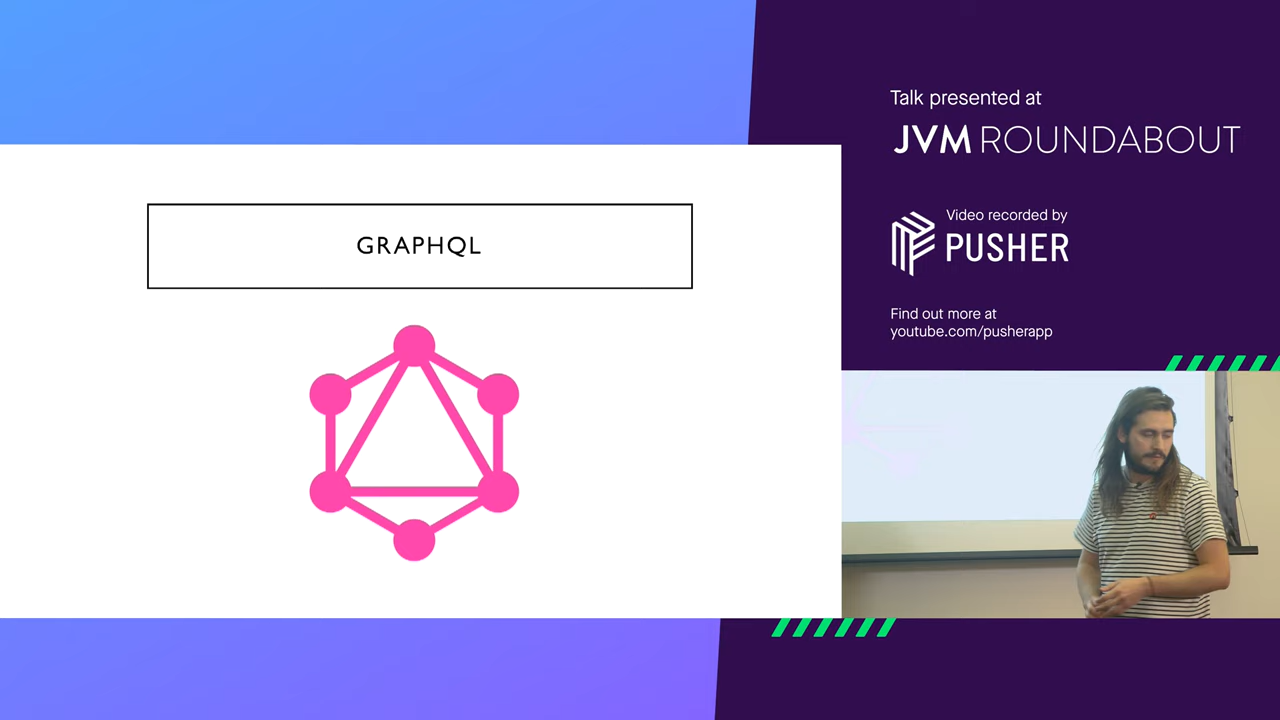 GRAPHQL
Talk presented at
JVM ROUNDABOUT
Video recorded by
PUSHER
Find out more at
youtube.com/pusherapp